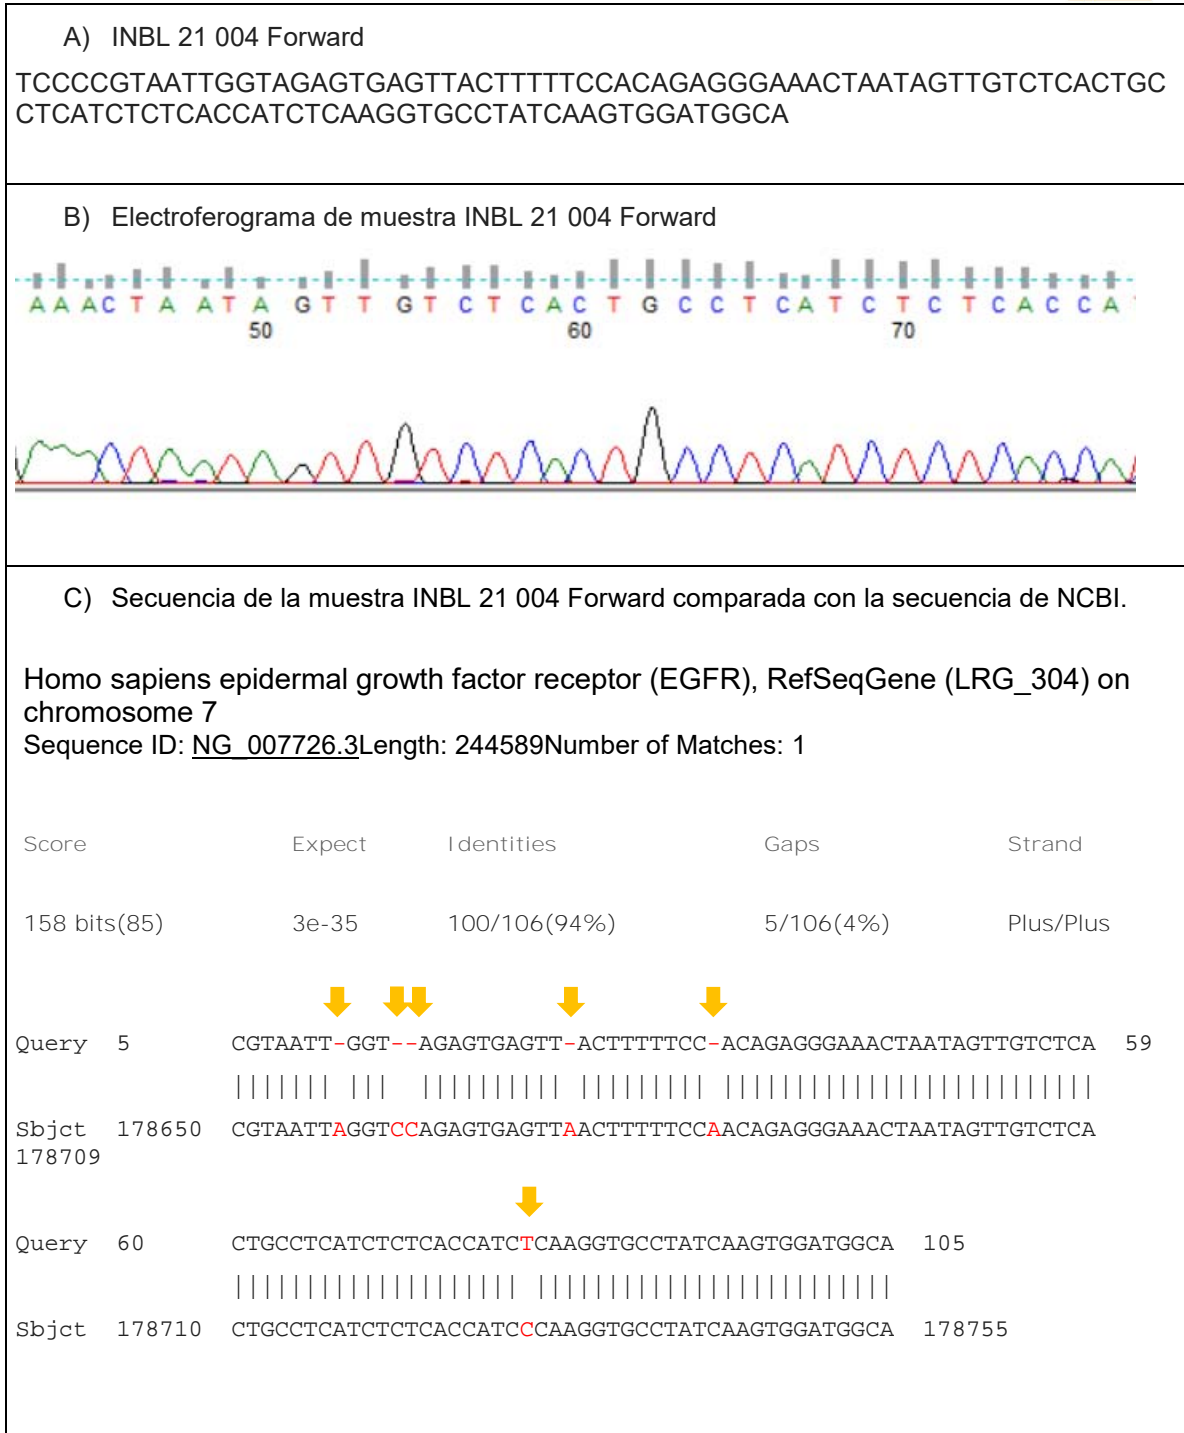 A) INBL 21 004 Forward
TCCCCGTAATTGGTAGAGTGAGTTACTTTTTCCACAGAGGGAAACTAATAGTTGTCTCACTGC
CTCATCTCTCACCATCTCAAGGTGCCTATCAAGTGGATGGCA
B) Electroferograma de muestra INBL 21 004 Forward
A A A C T A A T A G T T G T C T C A C T G C C T C A T C T C T C A C C A
50 60 70
C) Secuencia de la muestra INBL 21 004 Forward comparada con la secuencia de NCBI.
Homo sapiens epidermal growth factor receptor (EGFR), RefSeqGene (LRG_304) on
chromosome 7
Sequence ID: NG_007726.3Length: 244589Number of Matches: 1
Score Expect Identities Gaps Strand
158 bits(85) 3e-35 100/106(94%) 5/106(4%) Plus/Plus
Query 5 CGTAATT-GGT--AGAGTGAGTT-ACTTTTTCC-ACAGAGGGAAACTAATAGTTGTCTCA 59
||||||| ||| |||||||||| ||||||||| ||||||||||||||||||||||||||
Sbjct 178650 CGTAATTAGGTCCAGAGTGAGTTAACTTTTTCCAACAGAGGGAAACTAATAGTTGTCTCA
178709
Query 60 CTGCCTCATCTCTCACCATCTCAAGGTGCCTATCAAGTGGATGGCA 105
|||||||||||||||||||| |||||||||||||||||||||||||
Sbjct 178710 CTGCCTCATCTCTCACCATCCCAAGGTGCCTATCAAGTGGATGGCA 178755